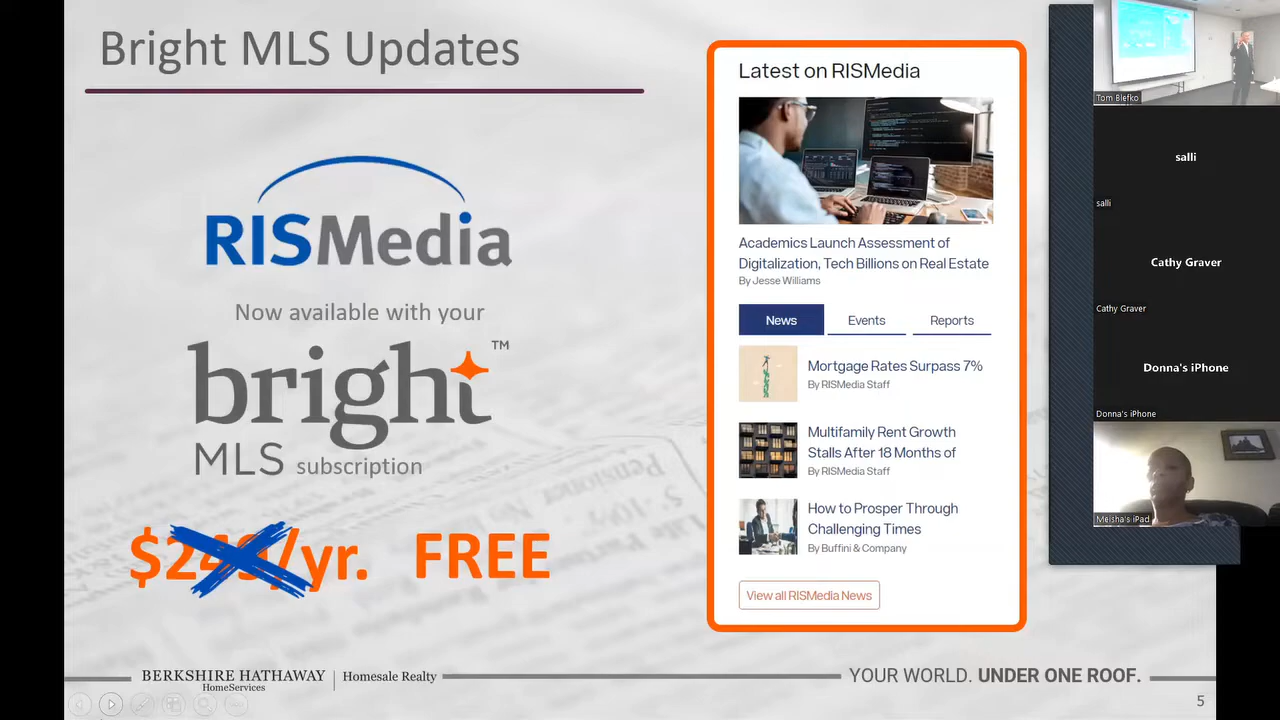 Bright MLS Updates
RISMedia
Now available with your
bright™
MLS subscription
$249/yr. FREE
Latest on RISMedia
Academics Launch Assessment of
Digitalization, Tech Billions on Real Estate
By Jesse Williams
News Events Reports
Mortgage Rates Surpass 7%
By RISMedia Staff
Multifamily Rent Growth
Stalls After 18 Months of
By RISMedia Staff
How to Prosper Through
Challenging Times
By Buffini & Company
View all RISMedia News
BERKSHIRE HATHAWAY
HomeServices
Homesale Realty
YOUR WORLD. UNDER ONE ROOF.
5
Tom Blefko
salli
salli
Cathy Graver
Cathy Graver
Donna's iPhone
Donna's iPhone
Meisha's iPad